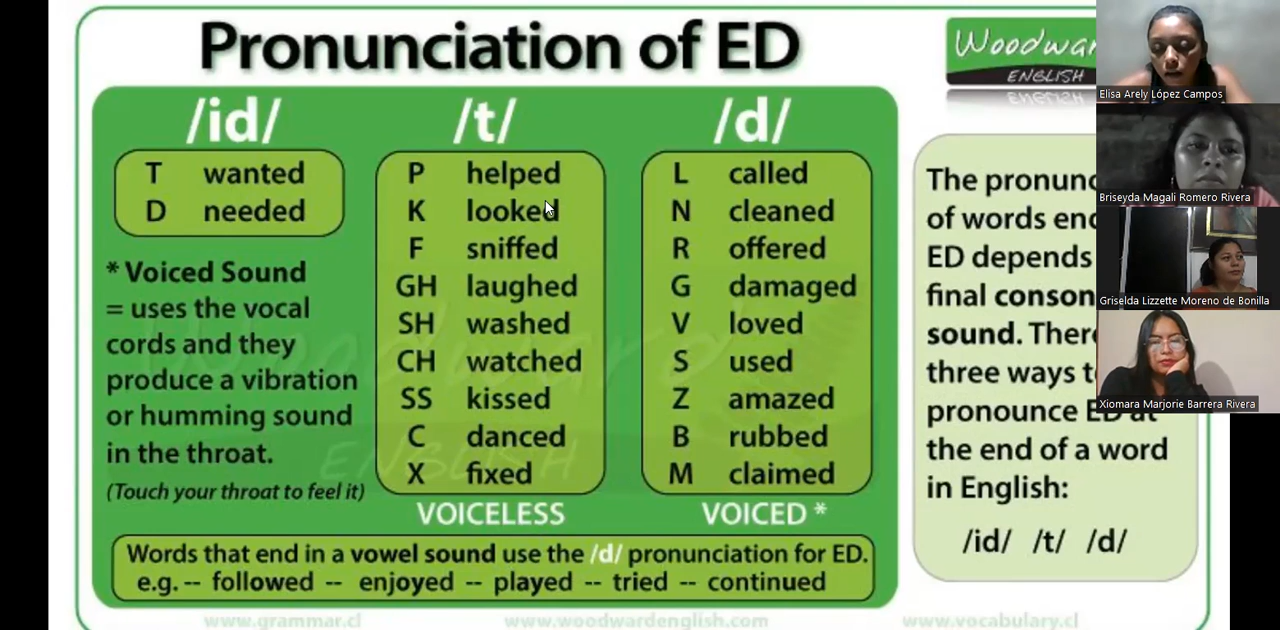 Pronunciation of ED
/id/
T wanted
D needed
* Voiced Sound
= uses the vocal
cords and they
produce a vibration
or humming sound
in the throat.
(Touch your throat to feel it)
/t/
P helped
K looked
F sniffed
GH laughed
SH washed
CH watched
SS kissed
C danced
X fixed
VOICELESS
/d/
L called
N cleaned
R offered
G damaged
V loved
S used
Z amazed
B rubbed
M claimed
VOICED *
Words that end in a vowel sound use the /d/ pronunciation for ED.
e.g. -- followed -- enjoyed -- played -- tried -- continued
www.grammar.cl www.woodwardenglish.com www.vocabulary.cl
Woodwar
ENGLISH
The pronunc
of words en
ED depends
final conson
sound. Ther
three ways t
pronounce ED at
the end of a word
in English:
/id/ /t/ /d/
Elisa Arely López Campos
Briseyda Magali Romero Rivera
Griselda Lizzette Moreno de Bonilla
Xiomara Marjorie Barrera Rivera